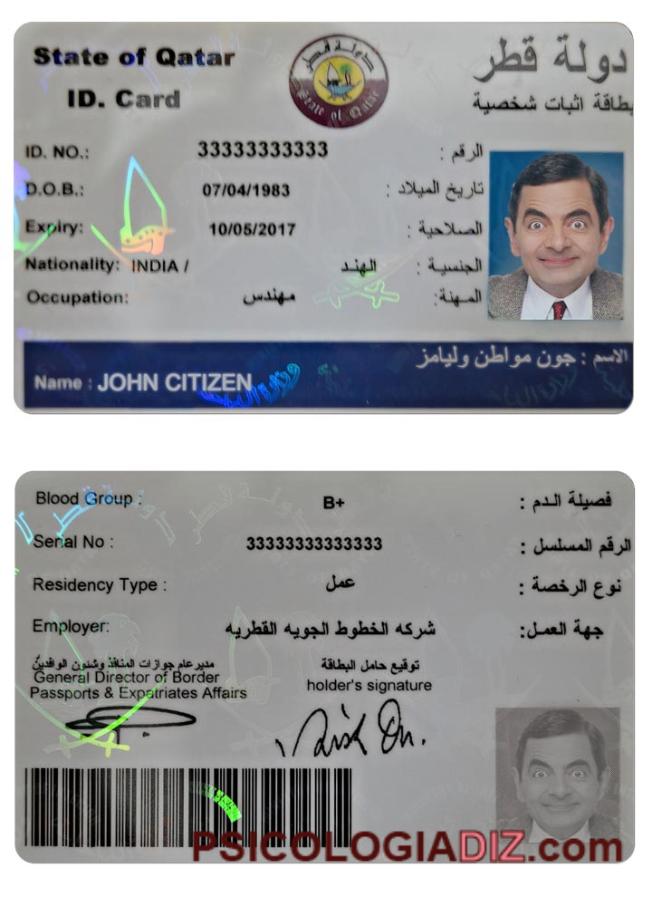 State of Qatar
دولة قطر
ID. Card
بطاقة اثبات شخصية
دولة قطر
State of Qatar
ID. NO.: 33333333333 الرقم :
D.O.B.: 07/04/1983 تاريخ الميلاد :
Expiry: 10/05/2017 الصلاحية :
Nationality: INDIA / الهند الجنسية :
Occupation: مهندس المهنة:
الاسم : جون مواطن وليامز
Name : JOHN CITIZEN
Blood Group : B+ فصيلة الدم :
Serial No : 33333333333333 الرقم المسلسل :
Residency Type : عمل نوع الرخصة :
Employer: شركه الخطوط الجويه القطريه جهة العمل:
مدير عام جوازات المنافذ وشئون الوافدين
General Director of Border
Passports & Expatriates Affairs
توقيع حامل البطاقة
holder's signature
PSICOLOGIADIZ.com